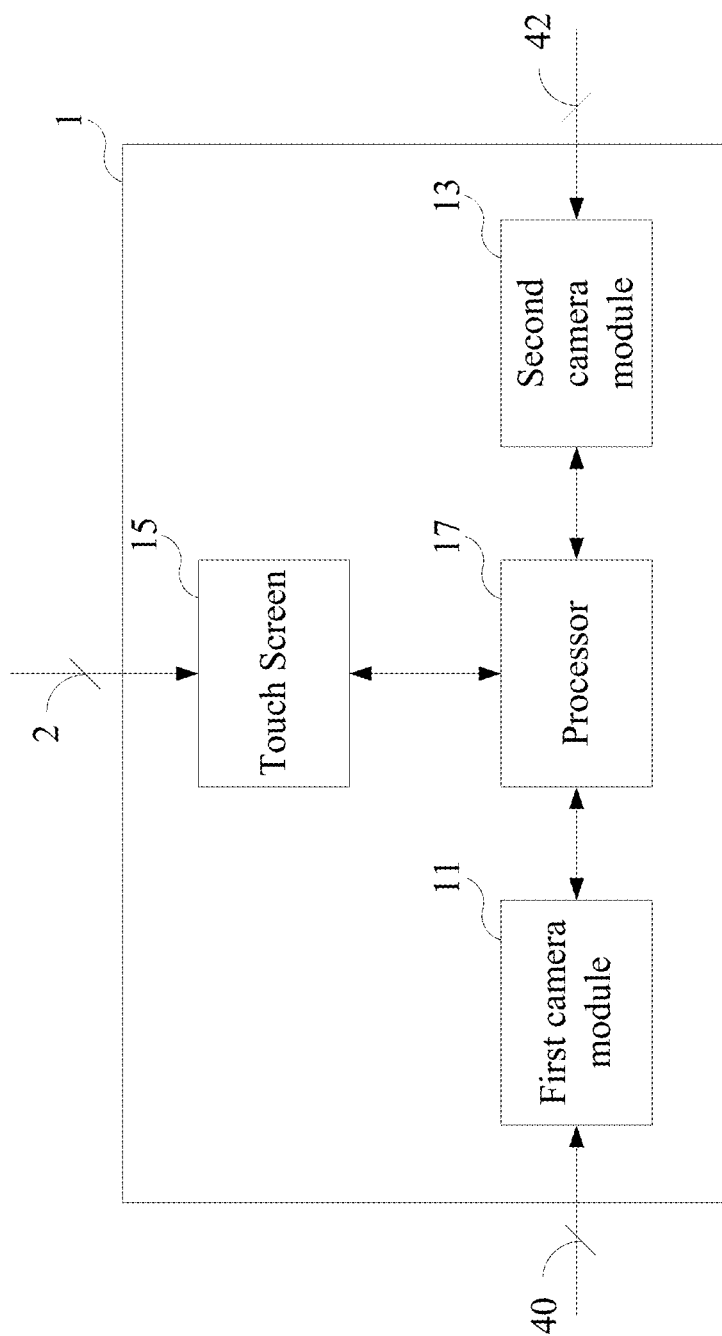 1
2
15
Touch Screen
40
11
First camera
module
17
Processor
13
Second
camera
module
42